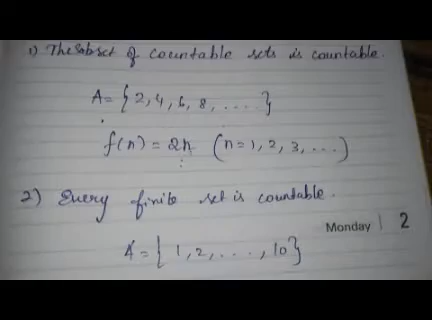 1) The subset of countable sets is countable.
A = { 2, 4, 6, 8, ..... }
f(n) = 2n (n = 1, 2, 3, ...)
2) Every finite set is countable.
A = { 1, 2, ....., 10 }
Monday 2